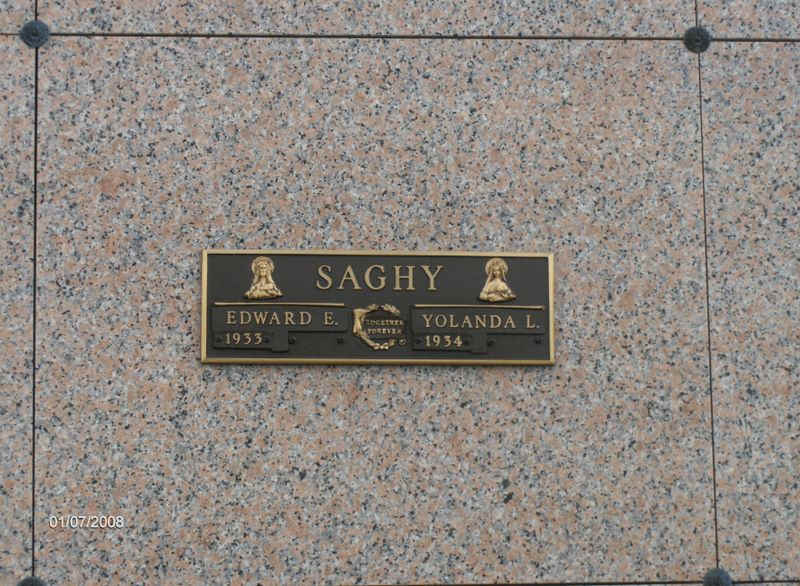 SAGHY
EDWARD E.
1933
TOGETHER
FOREVER
YOLANDA L.
1934
01/07/2008